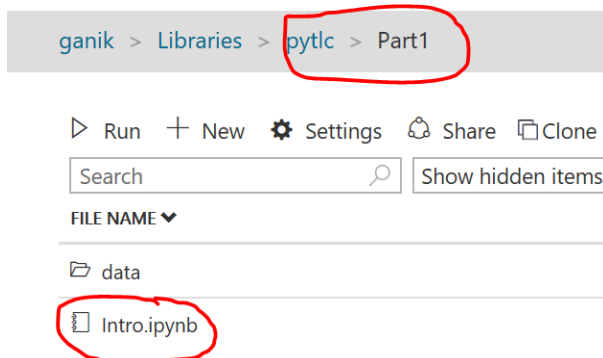 ganik > Libraries > pytlc > Part1
Run New Settings Share Clone
Search Show hidden items
FILE NAME
data
Intro.ipynb